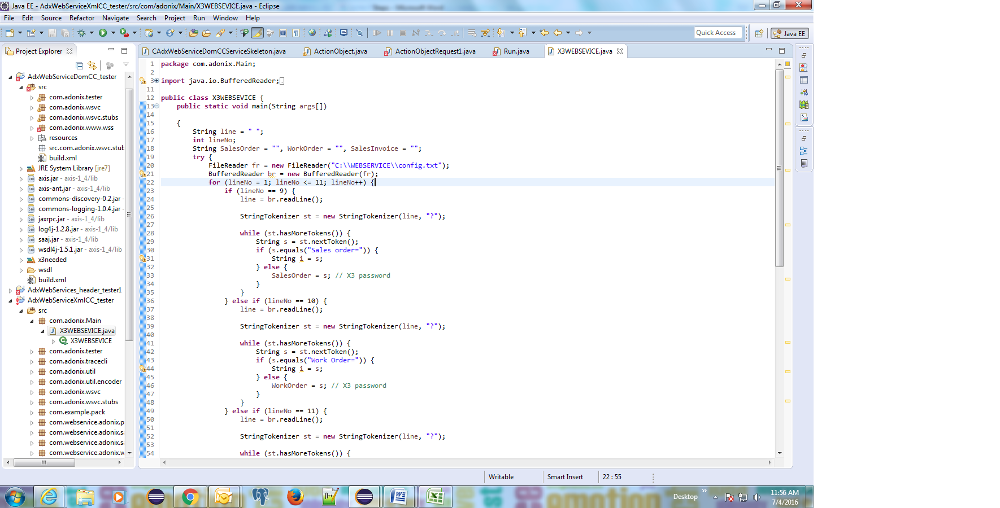 Java EE - AdxWebServiceXmlCC_tester/src/com/adonix/Main/X3WEBSEVICE.java - Eclipse
File Edit Source Refactor Navigate Search Project Run Window Help
Quick Access
Java EE
Project Explorer
AdxWebServiceDomCC_tester
src
com.adonix.tester
com.adonix.wsvc
com.adonix.wsvc.stubs
com.adonix.www.wss
resources
src.com.adonix.wsvc.stub
build.xml
JRE System Library [jre7]
axis.jar - axis-1_4/lib
axis-ant.jar - axis-1_4/lib
commons-discovery-0.2.jar -
commons-logging-1.0.4.jar -
jaxrpc.jar - axis-1_4/lib
log4j-1.2.8.jar - axis-1_4/lib
saaj.jar - axis-1_4/lib
wsdl4j-1.5.1.jar - axis-1_4/lib
x3needed
wsdl
build.xml
AdxWebServices_header_tester1
AdxWebServiceXmlCC_tester
src
com.adonix.Main
X3WEBSEVICE.java
X3WEBSEVICE
com.adonix.tester
com.adonix.tracecli
com.adonix.util
com.adonix.util.encoder
com.adonix.wsvc
com.adonix.wsvc.stubs
com.example.pack
com.webservice.adonix.p
com.webservice.adonix.s
com.webservice.adonix.s
com.webservice.adonix.w
CAdxWebServiceDomCCServiceSkeleton.java ActionObject.java ActionObjectRequest1.java Run.java X3WEBSEVICE.java
1 package com.adonix.Main;
2
3 import java.io.BufferedReader;
11
12 public class X3WEBSEVICE {
13 public static void main(String args[])
14
15 {
16 String line = " ";
17 int lineNo;
18 String SalesOrder = "", WorkOrder = "", SalesInvoice = "";
19 try {
20 FileReader fr = new FileReader("C:\\WEBSERVICE\\config.txt");
21 BufferedReader br = new BufferedReader(fr);
22 for (lineNo = 1; lineNo <= 11; lineNo++) {
23 if (lineNo == 9) {
24 line = br.readLine();
25
26 StringTokenizer st = new StringTokenizer(line, "?");
27
28 while (st.hasMoreTokens()) {
29 String s = st.nextToken();
30 if (s.equals("Sales order=")) {
31 String i = s;
32 } else {
33 SalesOrder = s; // X3 password
34 }
35 }
36 } else if (lineNo == 10) {
37 line = br.readLine();
38
39 StringTokenizer st = new StringTokenizer(line, "?");
40
41 while (st.hasMoreTokens()) {
42 String s = st.nextToken();
43 if (s.equals("Work Order=")) {
44 String i = s;
45 } else {
46 WorkOrder = s; // X3 password
47 }
48 }
49 } else if (lineNo == 11) {
50 line = br.readLine();
51
52 StringTokenizer st = new StringTokenizer(line, "?");
53
54 while (st.hasMoreTokens()) {
Writable Smart Insert 22 : 55
Desktop
11:56 AM
7/4/2016